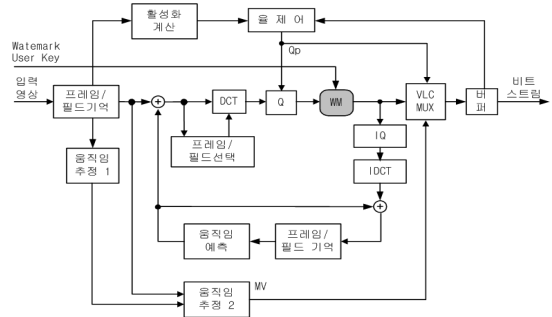 활성화
계산
율 제 어
Watemark
User Key
Qp
입력
영상
프레임/
필드기억
DCT
Q
WM
VLC
MUX
버
퍼
비트
스트림
프레임/
필드선택
IQ
움직임
추정 1
IDCT
움직임
예측
프레임/
필드 기억
움직임
추정 2
MV